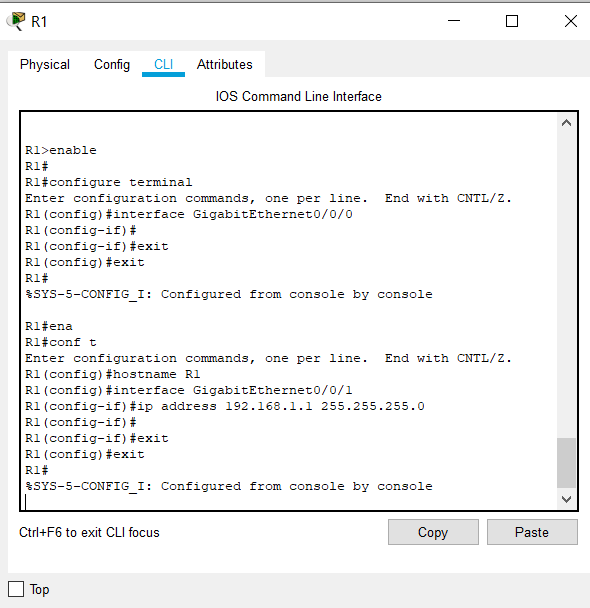 R1
Physical Config CLI Attributes
IOS Command Line Interface
R1>enable
R1#
R1#configure terminal
Enter configuration commands, one per line.  End with CNTL/Z.
R1(config)#interface GigabitEthernet0/0/0
R1(config-if)#
R1(config-if)#exit
R1(config)#exit
R1#
%SYS-5-CONFIG_I: Configured from console by console
R1#ena
R1#conf t
Enter configuration commands, one per line.  End with CNTL/Z.
R1(config)#hostname R1
R1(config)#interface GigabitEthernet0/0/1
R1(config-if)#ip address 192.168.1.1 255.255.255.0
R1(config-if)#
R1(config-if)#exit
R1(config)#exit
R1#
%SYS-5-CONFIG_I: Configured from console by console
Ctrl+F6 to exit CLI focus Copy Paste
Top